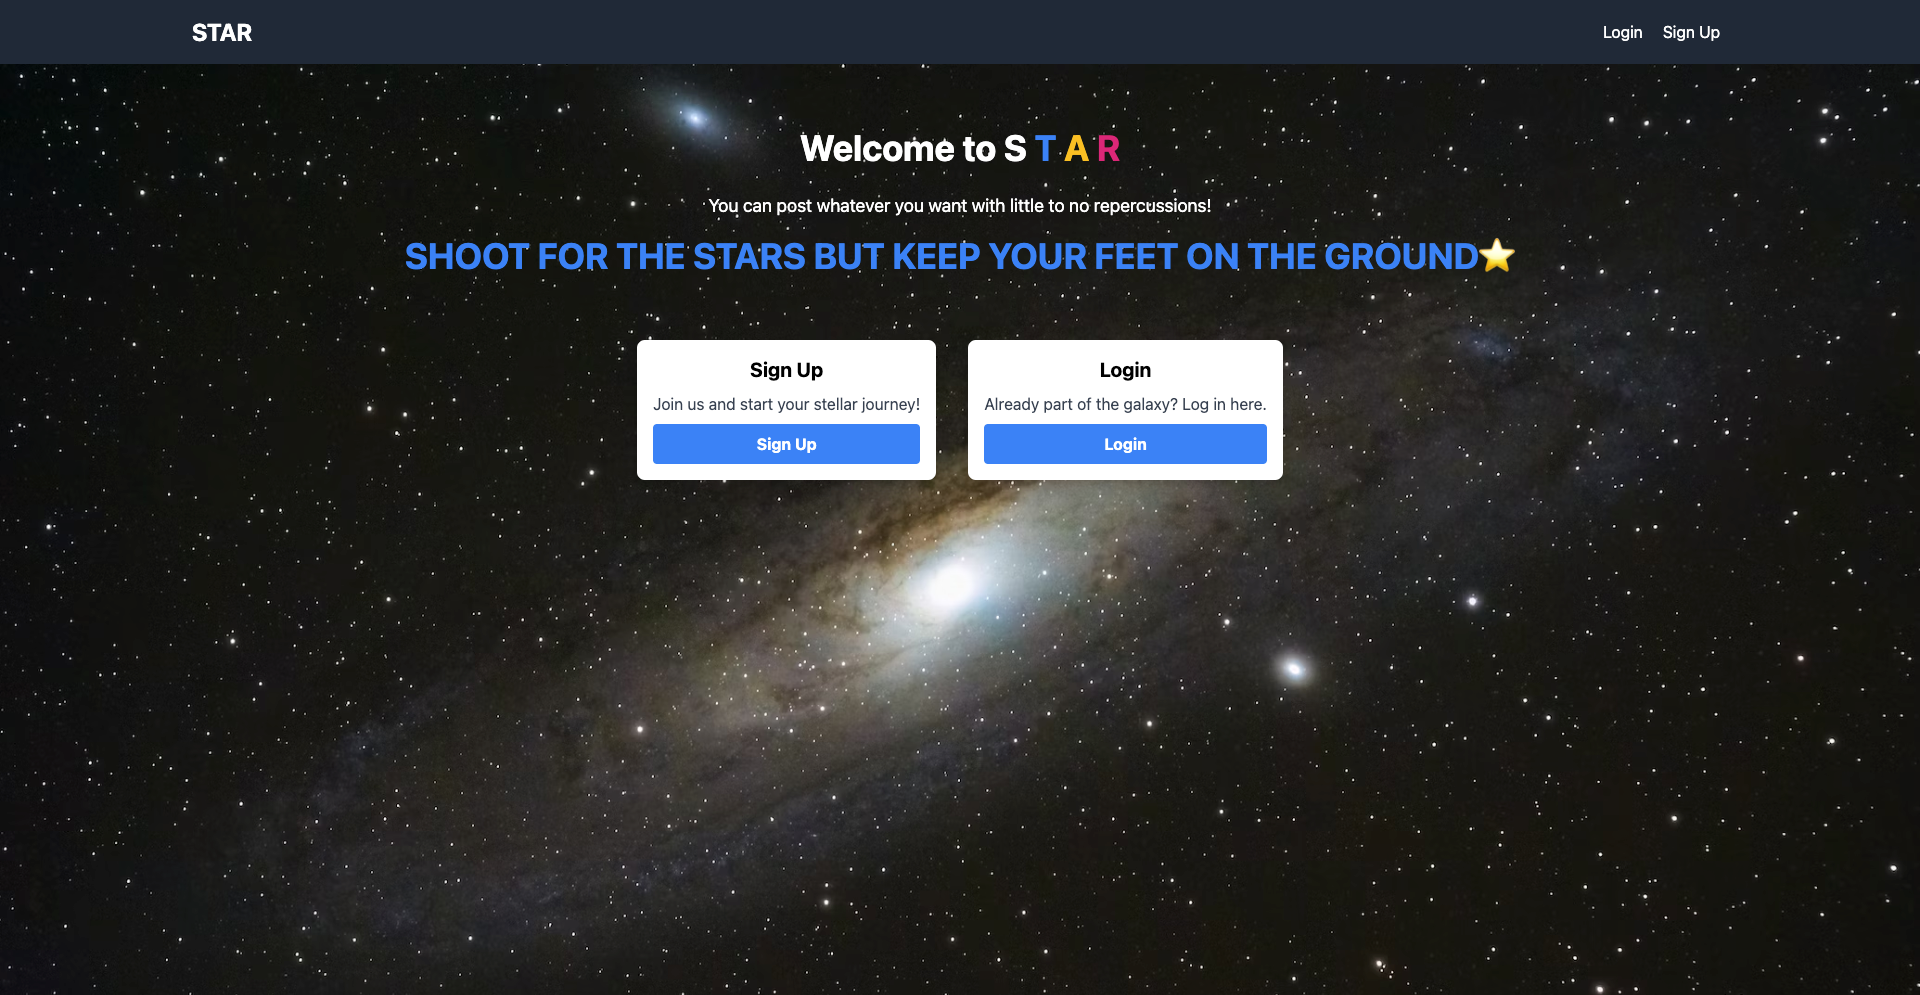 STAR
Login Sign Up
Welcome to S T A R
You can post whatever you want with little to no repercussions!
SHOOT FOR THE STARS BUT KEEP YOUR FEET ON THE GROUND⭐
Sign Up
Join us and start your stellar journey!
Sign Up
Login
Already part of the galaxy? Log in here.
Login